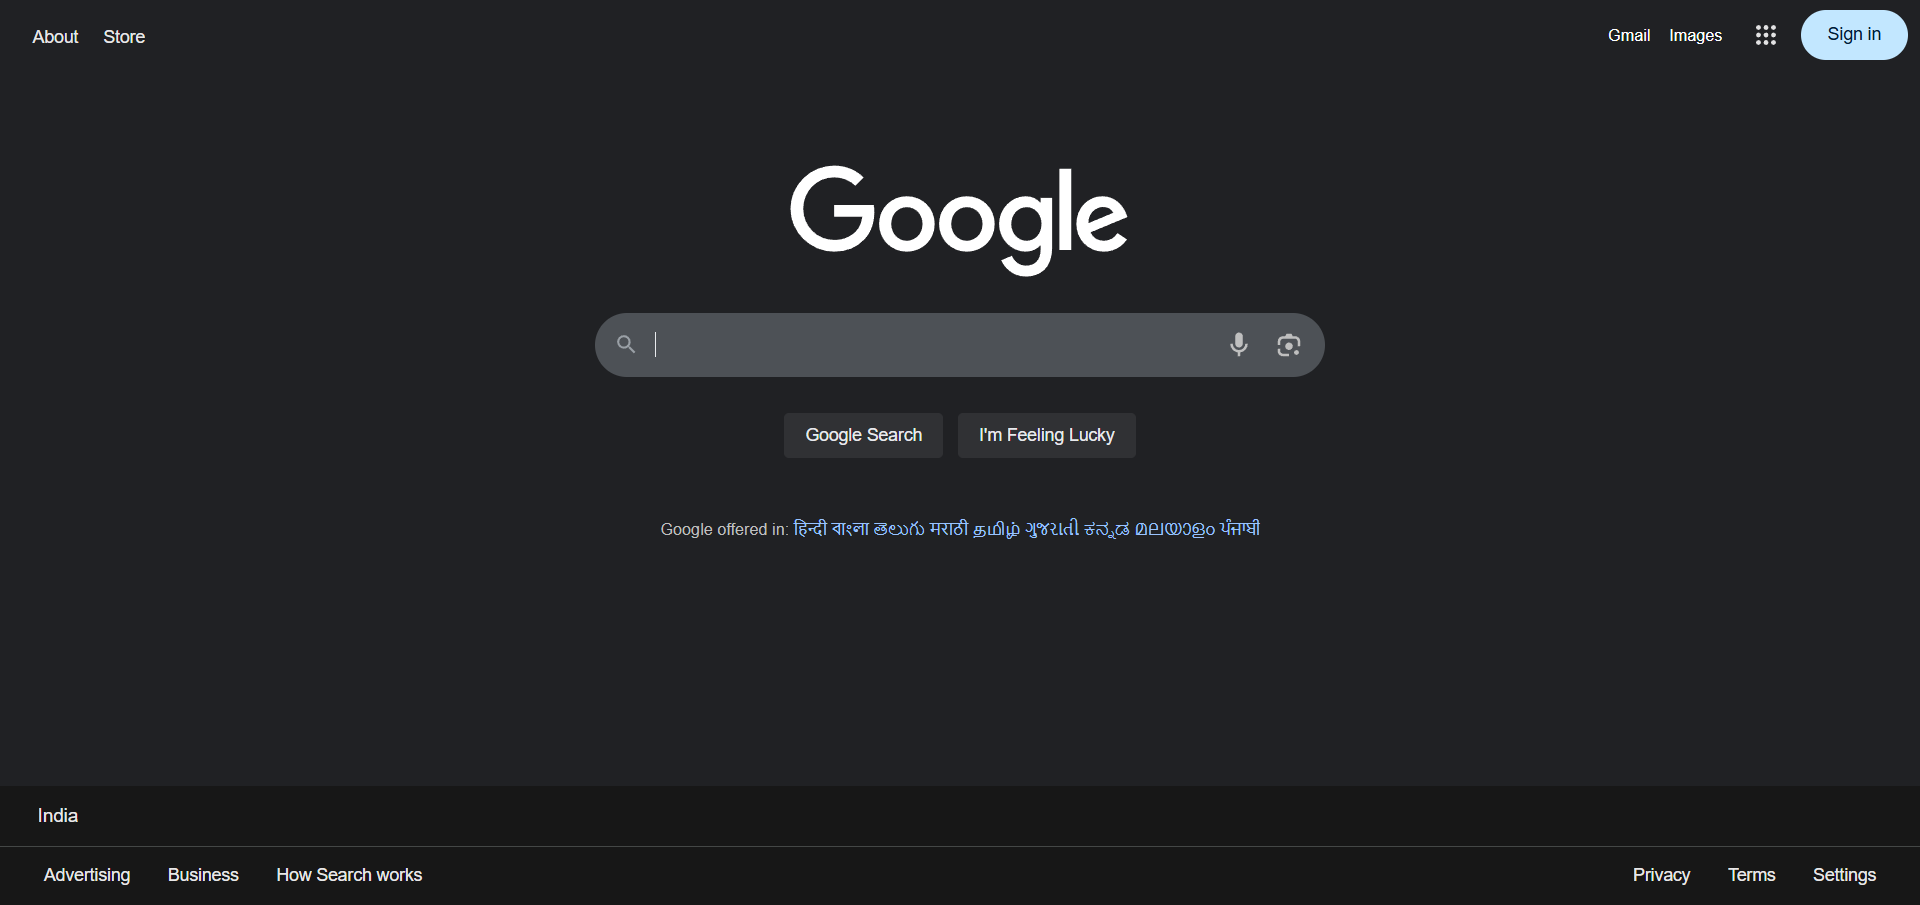 About Store
Gmail Images Sign in
Google
Google Search I'm Feeling Lucky
Google offered in: हिन्दी বাংলা తెలుగు मराठी தமிழ் ગુજરાતી ಕನ್ನಡ മലയാളം ਪੰਜਾਬੀ
India
Advertising Business How Search works
Privacy Terms Settings